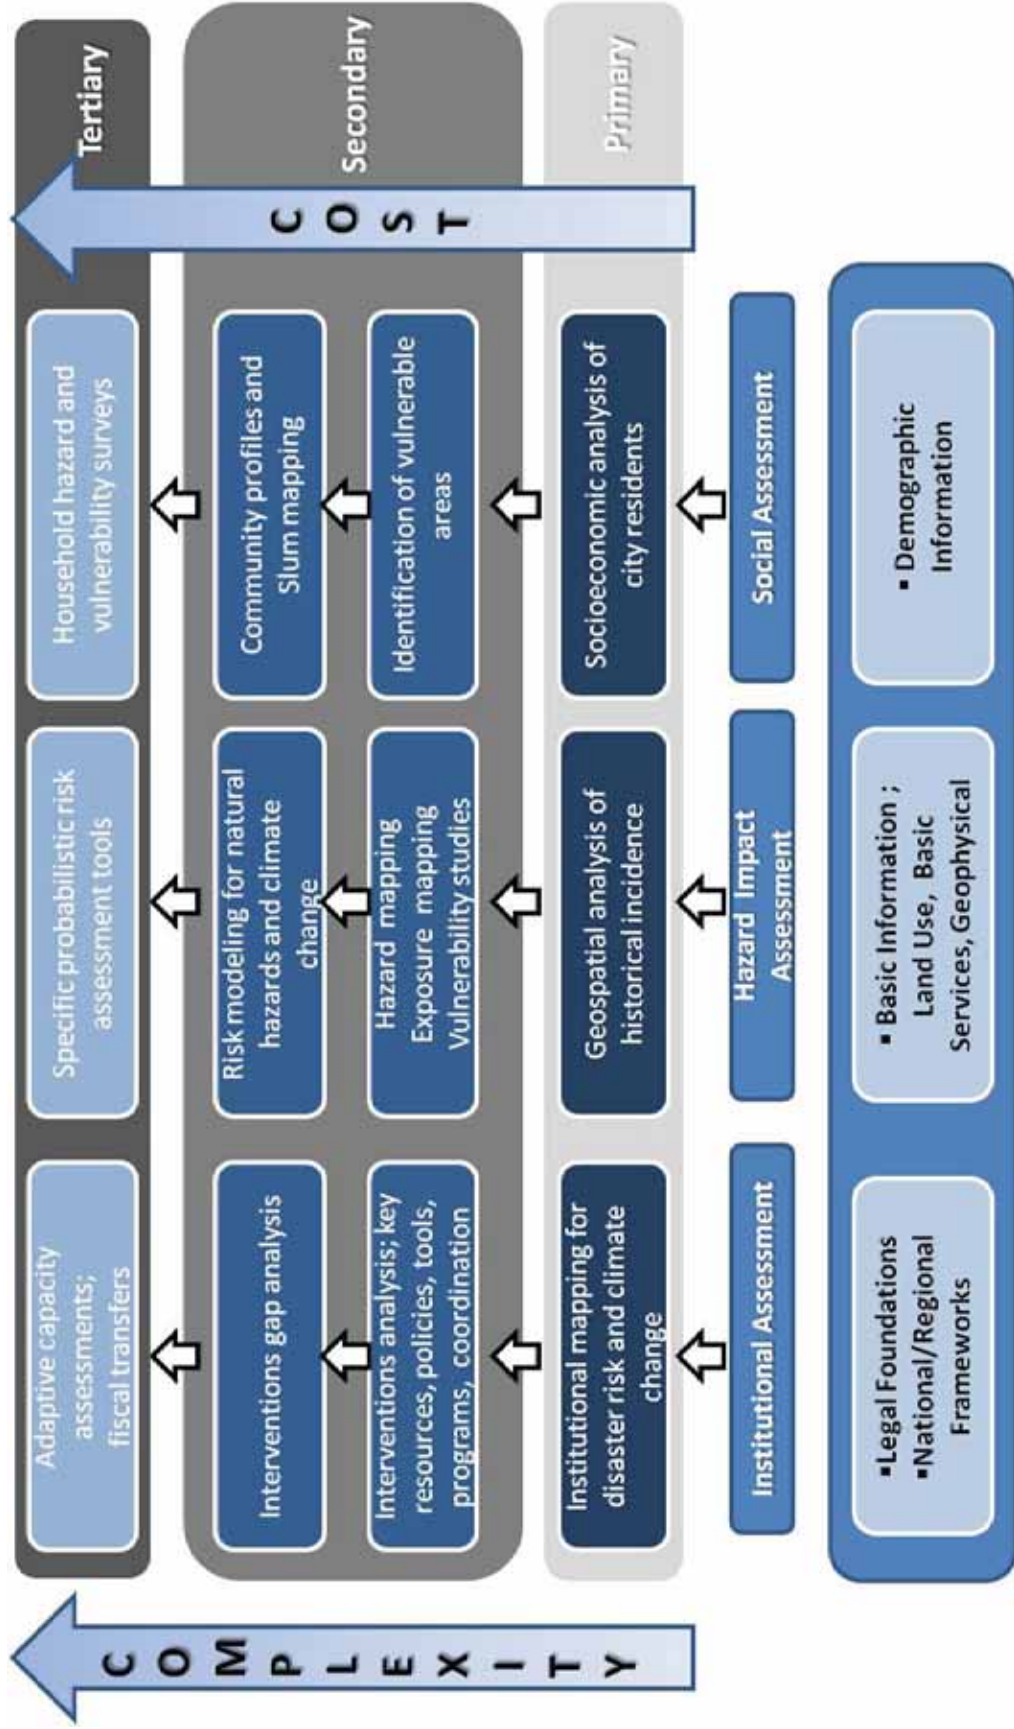 COMPLEXITY
Adaptive capacity
assessments;
fiscal transfers
Specific probabilistic risk
assessment tools
Household hazard and
vulnerability surveys
Tertiary
Interventions gap analysis
Risk modeling for natural
hazards and climate
change
Community profiles and
Slum mapping
COST
Secondary
Interventions analysis; key
resources, policies, tools,
programs, coordination
Hazard mapping
Exposure mapping
Vulnerability studies
Identification of vulnerable
areas
Institutional mapping for
disaster risk and climate
change
Geospatial analysis of
historical incidence
Socioeconomic analysis of
city residents
Primary
Institutional Assessment
Hazard Impact
Assessment
Social Assessment
▪Legal Foundations
▪National/Regional
Frameworks
▪ Basic Information ;
Land Use, Basic
Services, Geophysical
▪ Demographic
Information